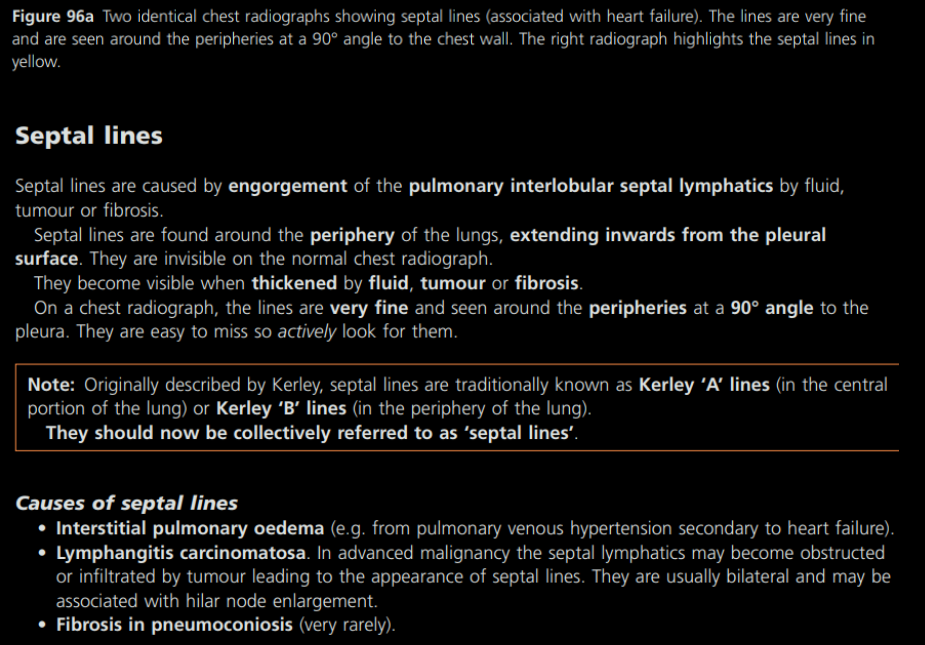 Figure 96a Two identical chest radiographs showing septal lines (associated with heart failure). The lines are very fine
and are seen around the peripheries at a 90° angle to the chest wall. The right radiograph highlights the septal lines in
yellow.
Septal lines
Septal lines are caused by engorgement of the pulmonary interlobular septal lymphatics by fluid,
tumour or fibrosis.
Septal lines are found around the periphery of the lungs, extending inwards from the pleural
surface. They are invisible on the normal chest radiograph.
They become visible when thickened by fluid, tumour or fibrosis.
On a chest radiograph, the lines are very fine and seen around the peripheries at a 90° angle to the
pleura. They are easy to miss so actively look for them.
Note: Originally described by Kerley, septal lines are traditionally known as Kerley ‘A’ lines (in the central
portion of the lung) or Kerley ‘B’ lines (in the periphery of the lung).
They should now be collectively referred to as ‘septal lines’.
Causes of septal lines
• Interstitial pulmonary oedema (e.g. from pulmonary venous hypertension secondary to heart failure).
• Lymphangitis carcinomatosa. In advanced malignancy the septal lymphatics may become obstructed
or infiltrated by tumour leading to the appearance of septal lines. They are usually bilateral and may be
associated with hilar node enlargement.
• Fibrosis in pneumoconiosis (very rarely).